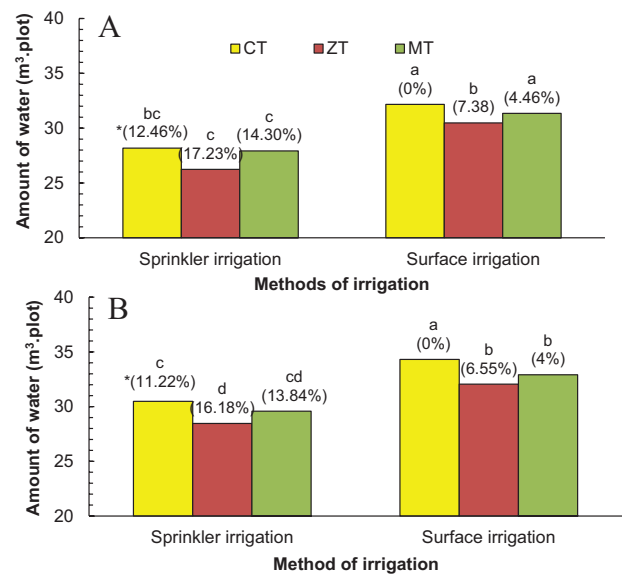 A
CT ZT MT
Amount of water (m³.plot)
40
35
30
25
20
bc
*(12.46%)
c
(17.23%)
c
(14.30%)
a
(0%)
b
(7.38)
a
(4.46%)
Sprinkler irrigation Surface irrigation
Methods of irrigation
B
Amount of water (m³.plot)
40
35
30
25
20
c
*(11.22%)
d
(16.18%)
cd
(13.84%)
a
(0%)
b
(6.55%)
b
(4%)
Sprinkler irrigation Surface irrigation
Method of irrigation